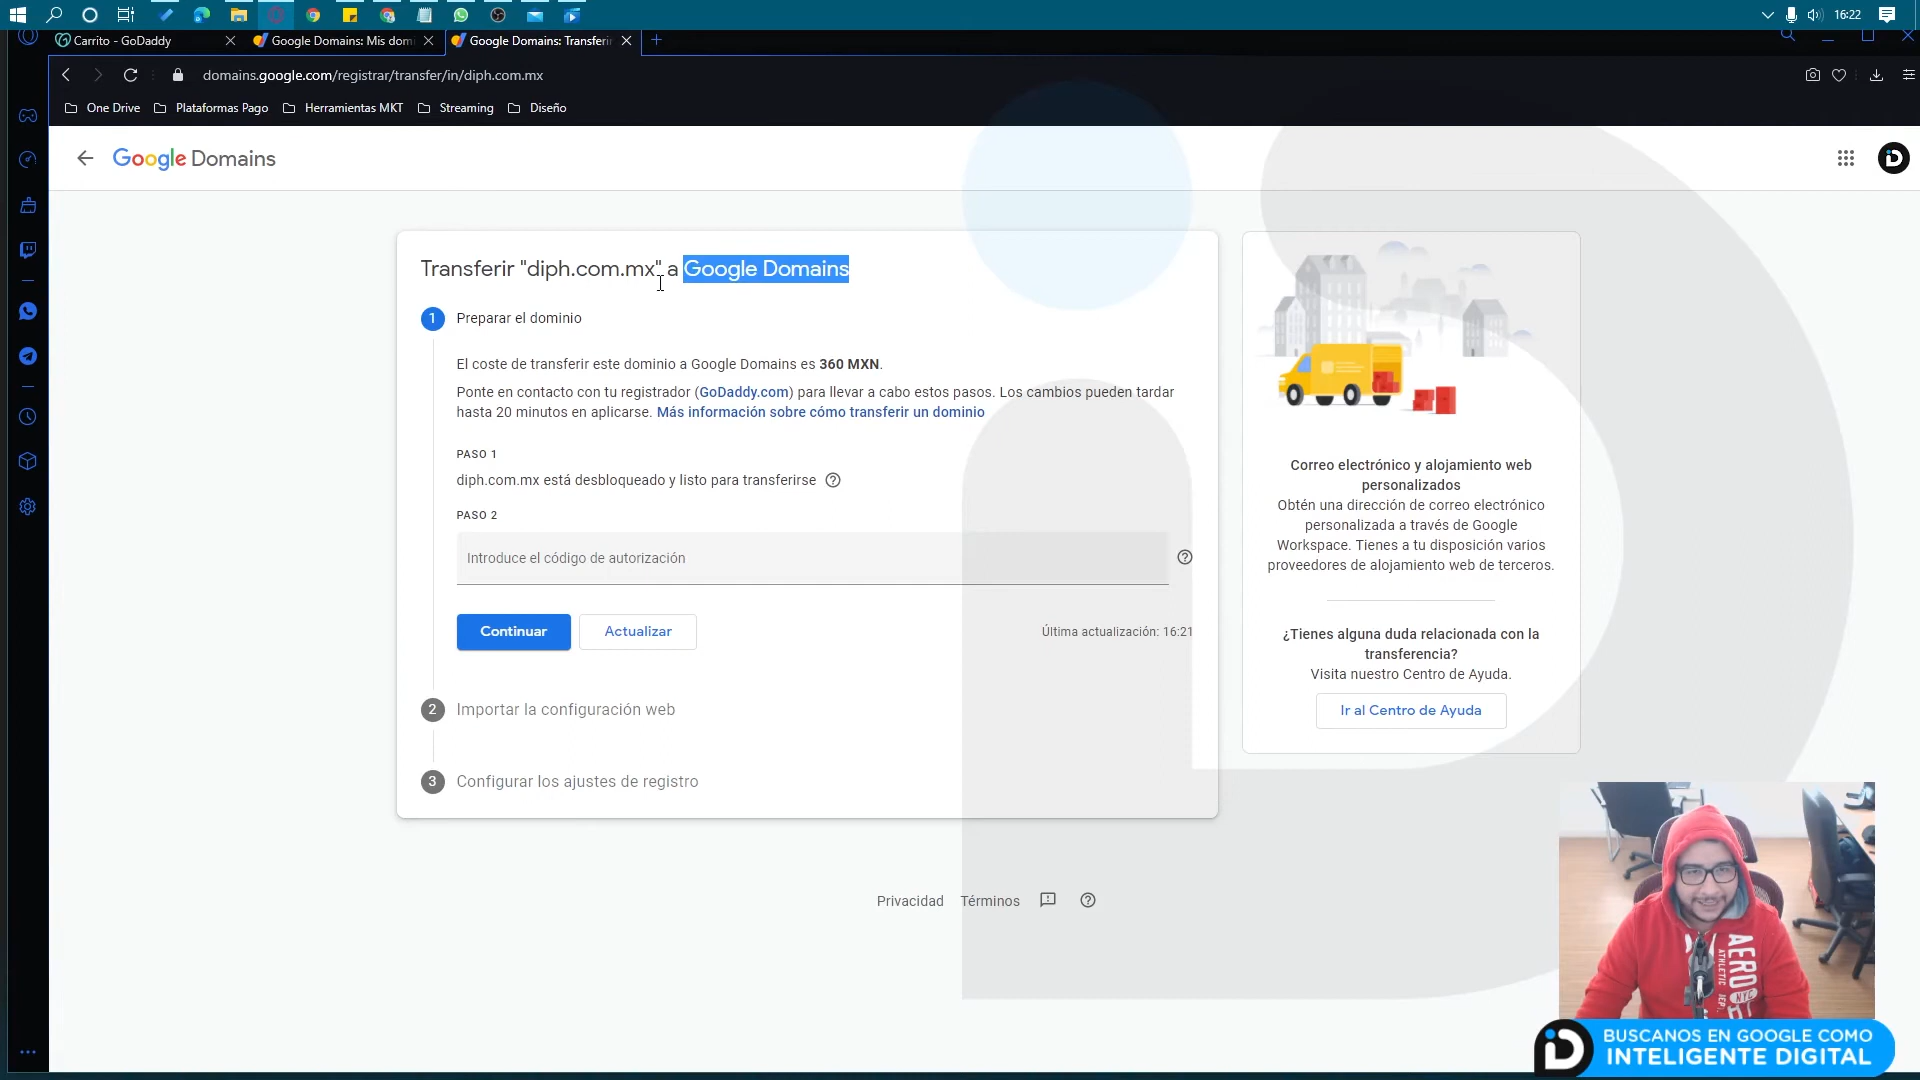 16:22
Carrito - GoDaddy
Google Domains: Mis dom
Google Domains: Transferir
domains.google.com/registrar/transfer/in/diph.com.mx
One Drive
Plataformas Pago
Herramientas MKT
Streaming
Diseño
Google Domains
Transferir "diph.com.mx" a Google Domains
1 Preparar el dominio
El coste de transferir este dominio a Google Domains es 360 MXN.
Ponte en contacto con tu registrador (GoDaddy.com) para llevar a cabo estos pasos. Los cambios pueden tardar
hasta 20 minutos en aplicarse. Más información sobre cómo transferir un dominio
PASO 1
diph.com.mx está desbloqueado y listo para transferirse
PASO 2
Introduce el código de autorización
Continuar
Actualizar
Última actualización: 16:21
2 Importar la configuración web
3 Configurar los ajustes de registro
Correo electrónico y alojamiento web
personalizados
Obtén una dirección de correo electrónico
personalizada a través de Google
Workspace. Tienes a tu disposición varios
proveedores de alojamiento web de terceros.
¿Tienes alguna duda relacionada con la
transferencia?
Visita nuestro Centro de Ayuda.
Ir al Centro de Ayuda
Privacidad
Términos
AERO
ATHLETIC DEPT.
NYC
BUSCANOS EN GOOGLE COMO
INTELIGENTE DIGITAL